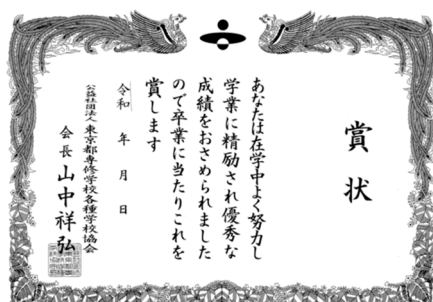 賞状
あなたは在学中よく努力し
学業に精励され優秀な
成績をおさめられました
ので卒業に当たりこれを
賞します
令和　年　月　日
公益社団法人 東京都専修学校各種学校協会
会長 山中祥弘